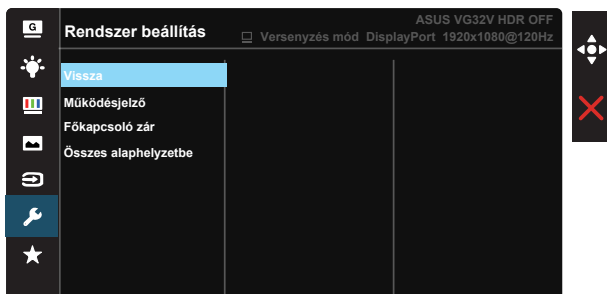 G
Rendszer beállítás
ASUS VG32V HDR OFF
Versenyzés mód DisplayPort 1920x1080@120Hz
Vissza
Működésjelző
Főkapcsoló zár
Összes alaphelyzetbe